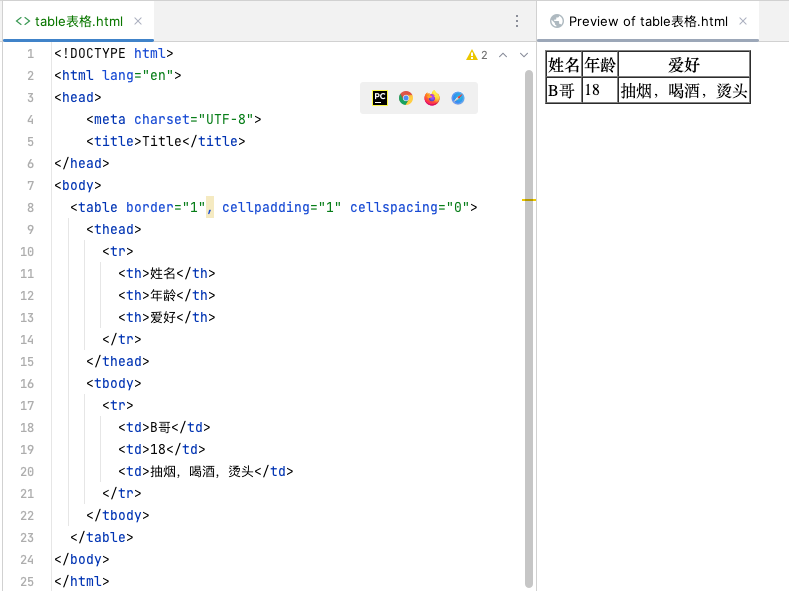 <> table表格.html ×
Preview of table表格.html ×
2
1 <!DOCTYPE html>
2 <html lang="en">
3 <head>
PC
4 <meta charset="UTF-8">
5 <title>Title</title>
6 </head>
7 <body>
8 <table border="1", cellpadding="1" cellspacing="0">
9 <thead>
10 <tr>
11 <th>姓名</th>
12 <th>年龄</th>
13 <th>爱好</th>
14 </tr>
15 </thead>
16 <tbody>
17 <tr>
18 <td>B哥</td>
19 <td>18</td>
20 <td>抽烟，喝酒，烫头</td>
21 </tr>
22 </tbody>
23 </table>
24 </body>
25 </html>
姓名 年龄 爱好
B哥 18 抽烟，喝酒，烫头